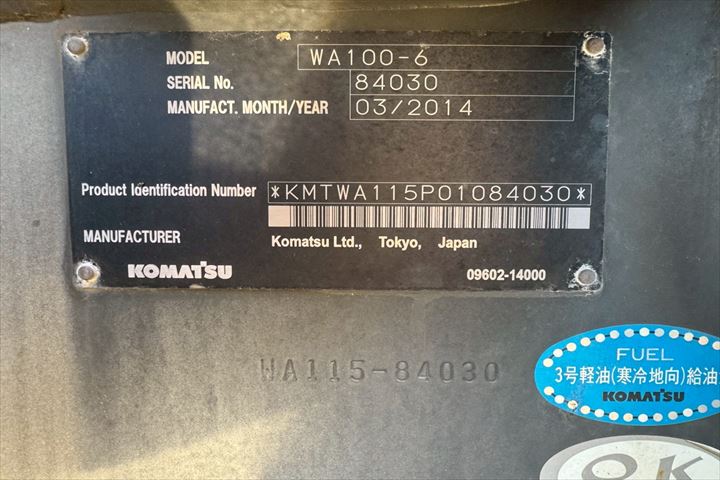 MODEL WA100-6
SERIAL No. 84030
MANUFACT. MONTH/YEAR 03/2014
Product Identification Number *KMTWA115P01084030*
MANUFACTURER Komatsu Ltd., Tokyo, Japan
KOMATSU 09602-14000
WA115-84030
FUEL
3号軽油(寒冷地向)給油
KOMATSU
OK